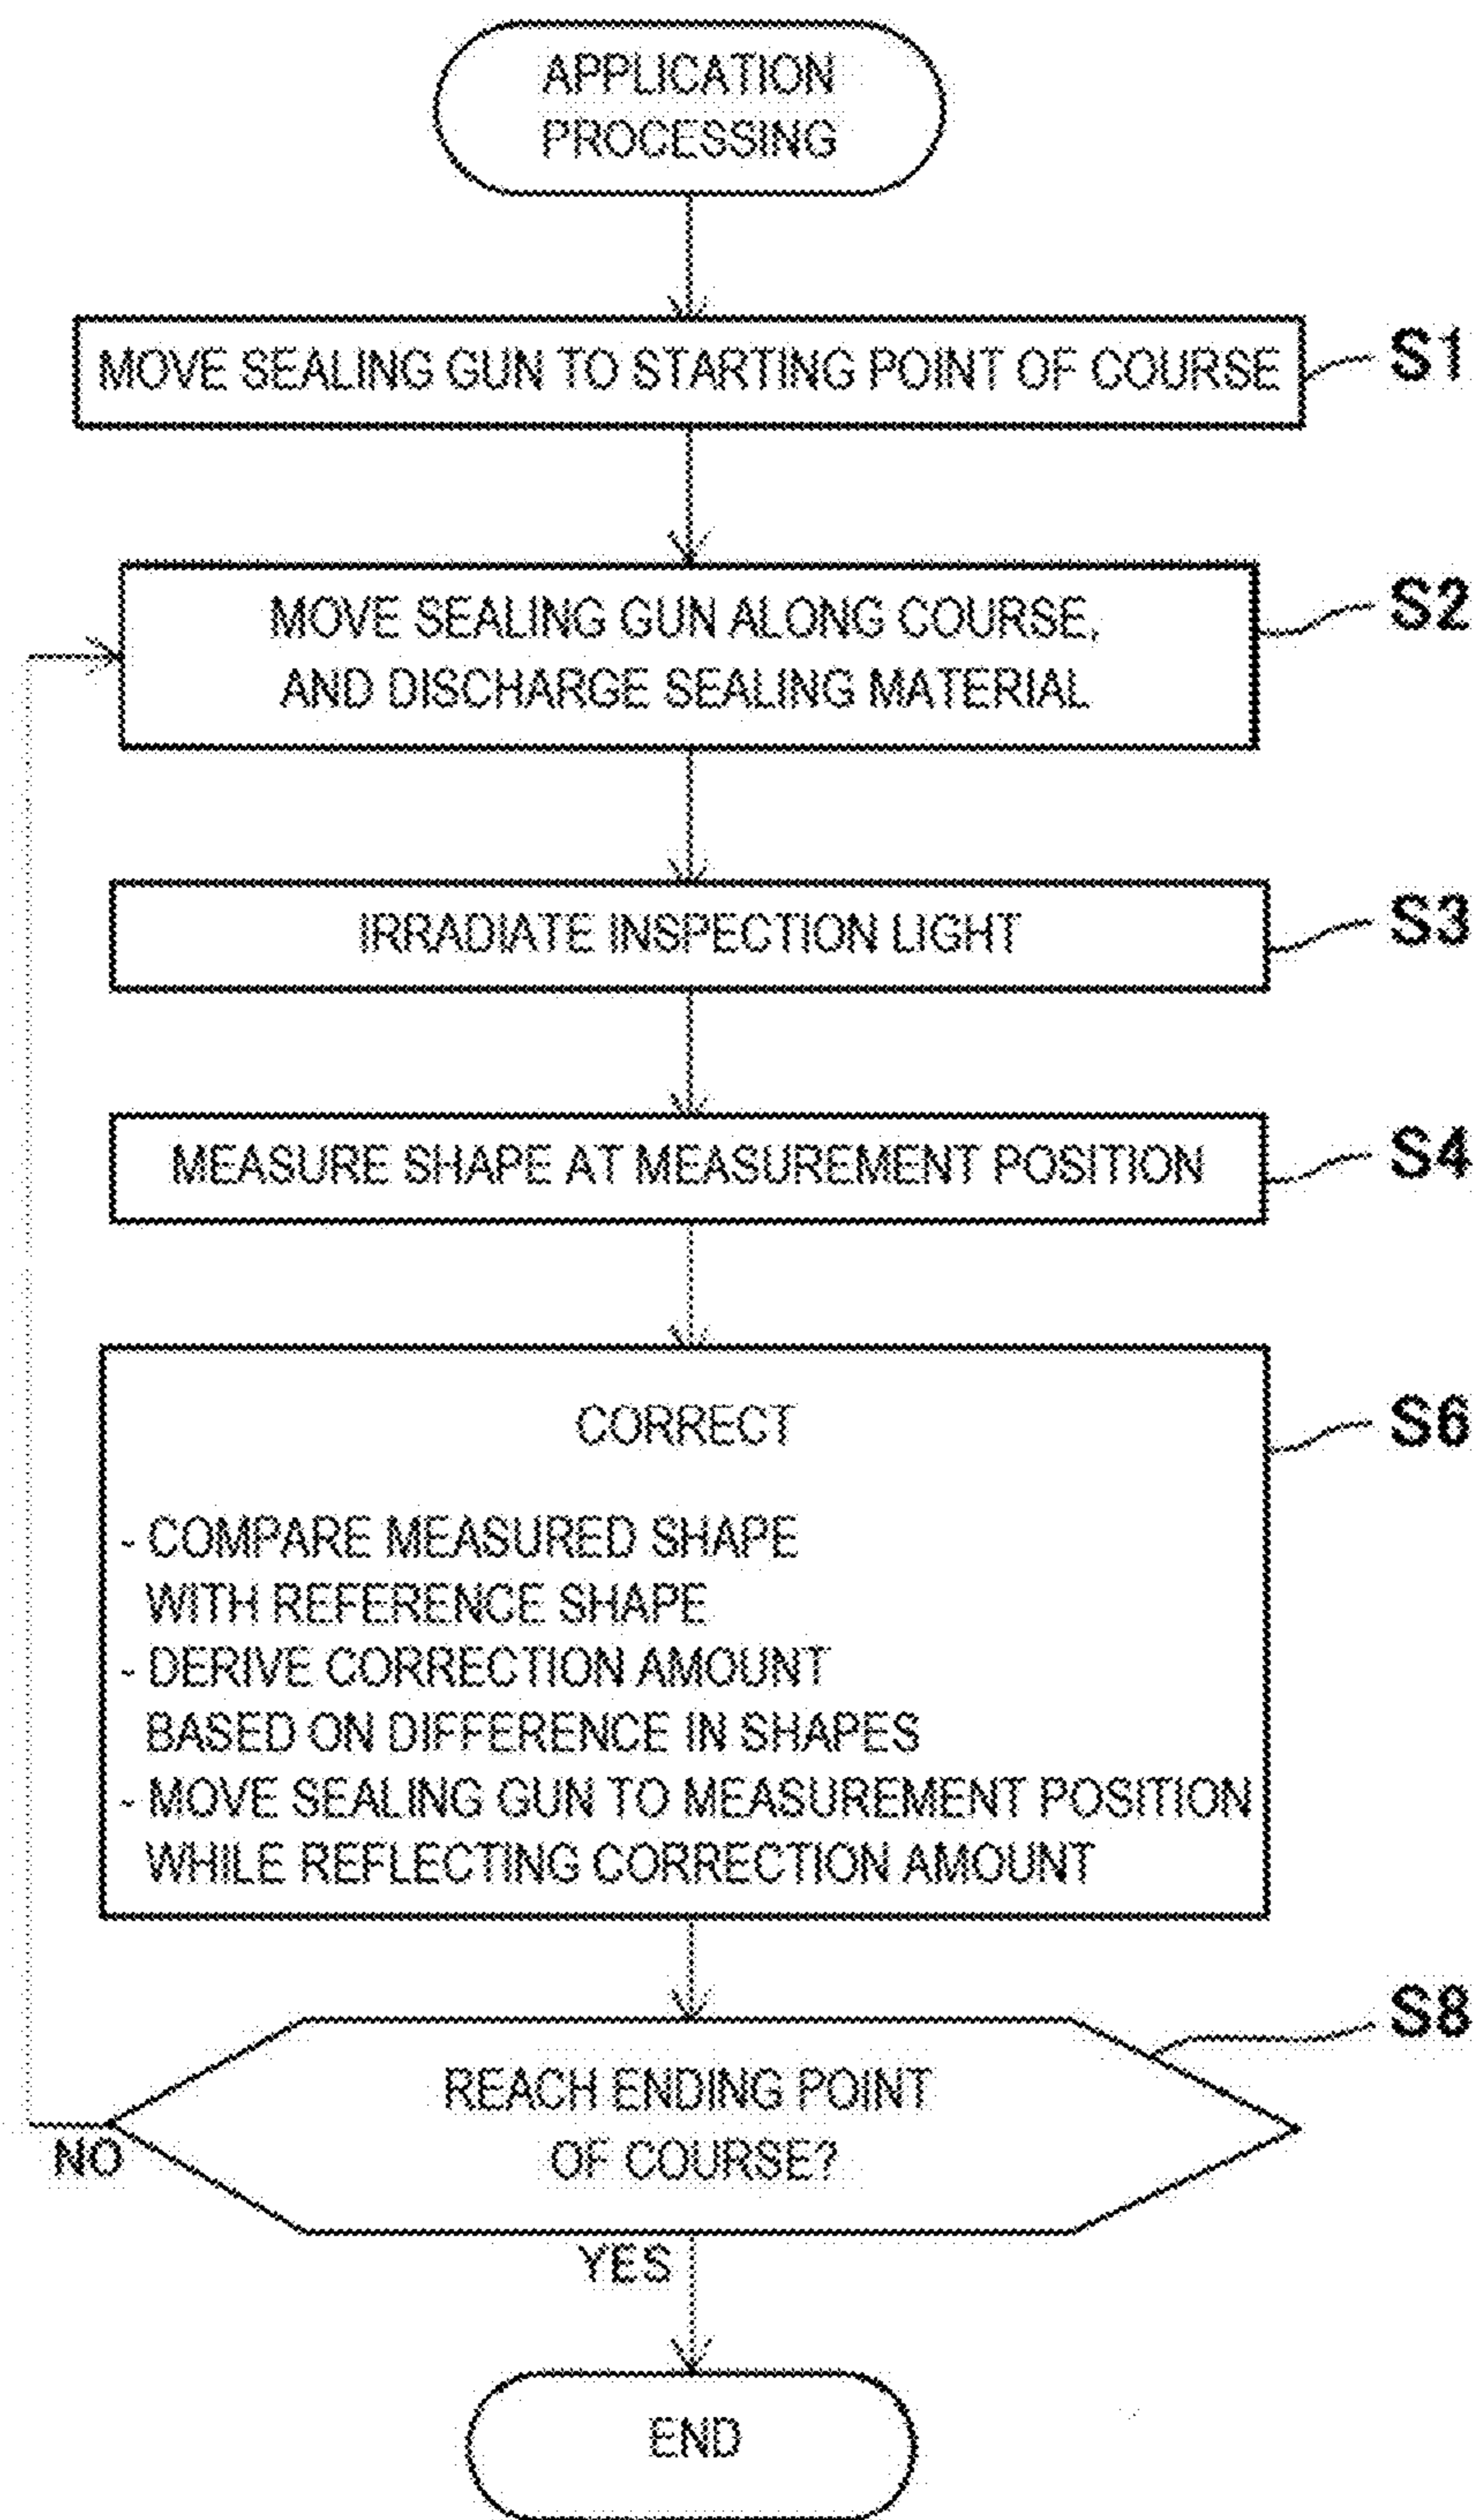 APPLICATION
PROCESSING
MOVE SEALING GUN TO STARTING POINT OF COURSE
S1
MOVE SEALING GUN ALONG COURSE,
AND DISCHARGE SEALING MATERIAL
S2
IRRADIATE INSPECTION LIGHT
S3
MEASURE SHAPE AT MEASUREMENT POSITION
S4
CORRECT
S6
- COMPARE MEASURED SHAPE
WITH REFERENCE SHAPE
- DERIVE CORRECTION AMOUNT
BASED ON DIFFERENCE IN SHAPES
- MOVE SEALING GUN TO MEASUREMENT POSITION
WHILE REFLECTING CORRECTION AMOUNT
S8
REACH ENDING POINT
OF COURSE?
NO
YES
END